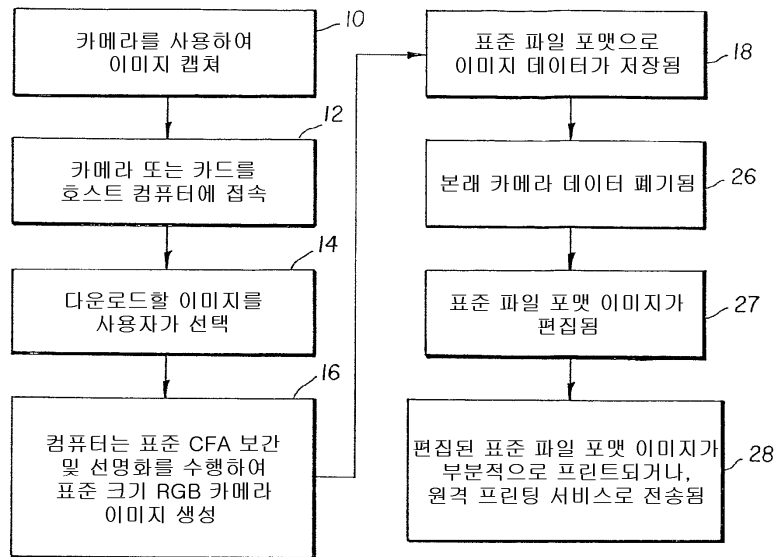 10
카메라를 사용하여
이미지 캡쳐
12
카메라 또는 카드를
호스트 컴퓨터에 접속
14
다운로드할 이미지를
사용자가 선택
16
컴퓨터는 표준 CFA 보간
및 선명화를 수행하여
표준 크기 RGB 카메라
이미지 생성
표준 파일 포맷으로
이미지 데이터가 저장됨
18
본래 카메라 데이터 폐기됨
26
표준 파일 포맷 이미지가
편집됨
27
편집된 표준 파일 포맷 이미지가
부분적으로 프린트되거나,
원격 프린팅 서비스로 전송됨
28